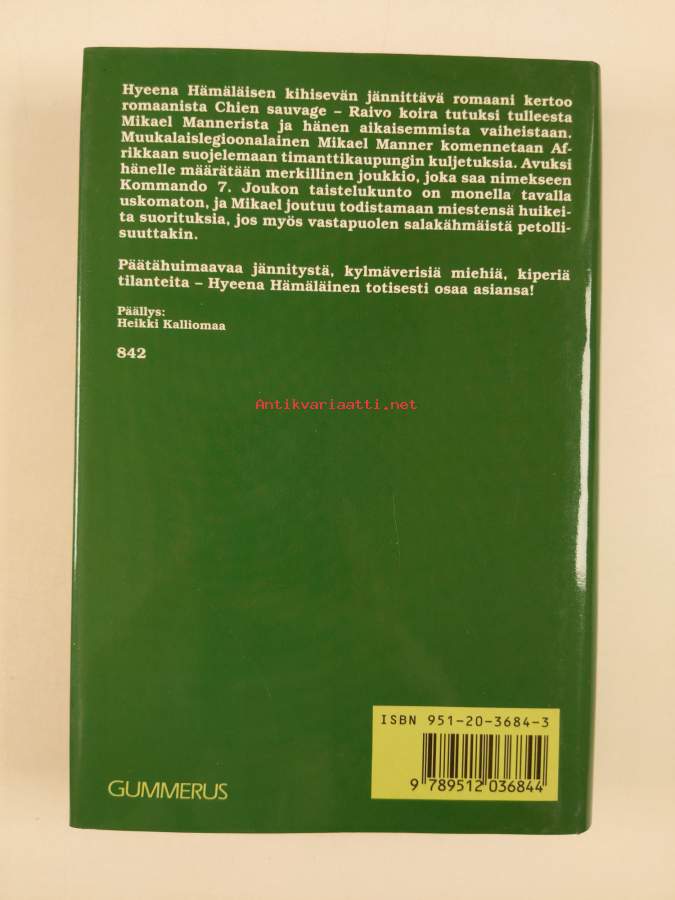 Hyeena Hämäläisen kihisevän jännittävä romaani kertoo
romaanista Chien sauvage – Raivo koira tutuksi tulleesta
Mikael Mannerista ja hänen aikaisemmista vaiheistaan.
Muukalaislegioonalainen Mikael Manner komennetaan Af-
rikkaan suojelemaan timanttikaupungin kuljetuksia. Avuksi
hänelle määrätään merkillinen joukkio, joka saa nimekseen
Kommando 7. Joukon taistelukunto on monella tavalla
uskomaton, ja Mikael joutuu todistamaan miestensä huikei-
ta suorituksia, jos myös vastapuolen salakähmäistä petolli-
suuttakin.
Päätähuimaavaa jännitystä, kylmäverisiä miehiä, kiperiä
tilanteita – Hyeena Hämäläinen totisesti osaa asiansa!
Päällys:
Heikki Kalliomaa
842
Antikvariaatti.net
ISBN 951-20-3684-3
9 789512 036844
GUMMERUS